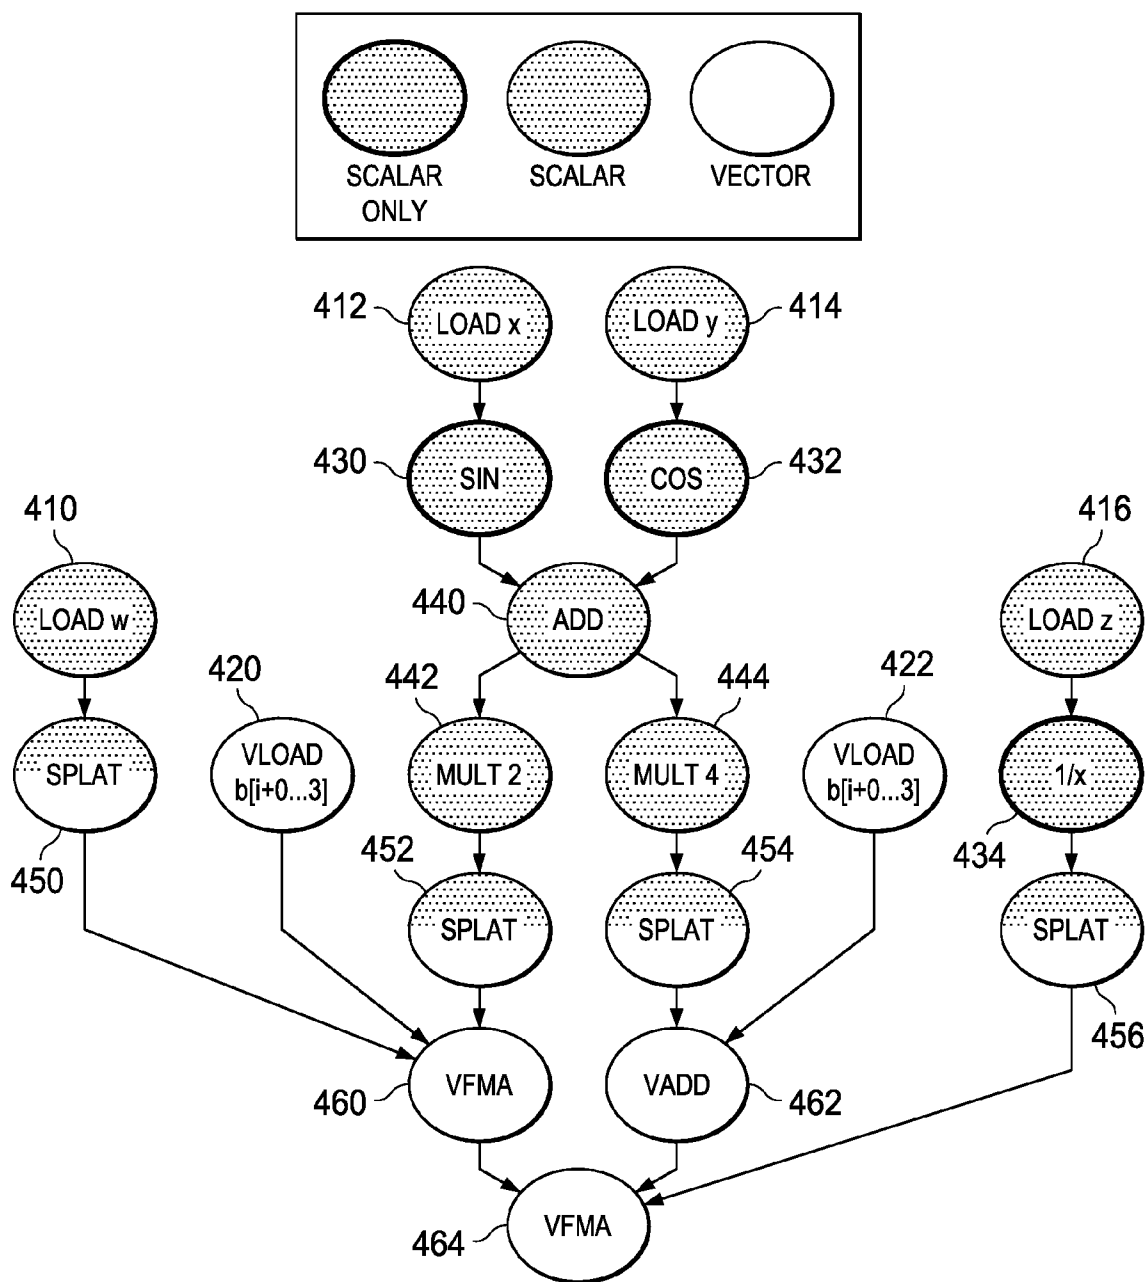 SCALAR
ONLY
SCALAR
VECTOR
412
LOAD x
LOAD y
414
430
SIN
COS
432
410
416
LOAD w
440
ADD
LOAD z
420
442
444
422
SPLAT
VLOAD
b[i+0...3]
MULT 2
MULT 4
VLOAD
b[i+0...3]
1/x
450
452
454
434
SPLAT
SPLAT
SPLAT
456
460
VFMA
VADD
462
464
VFMA